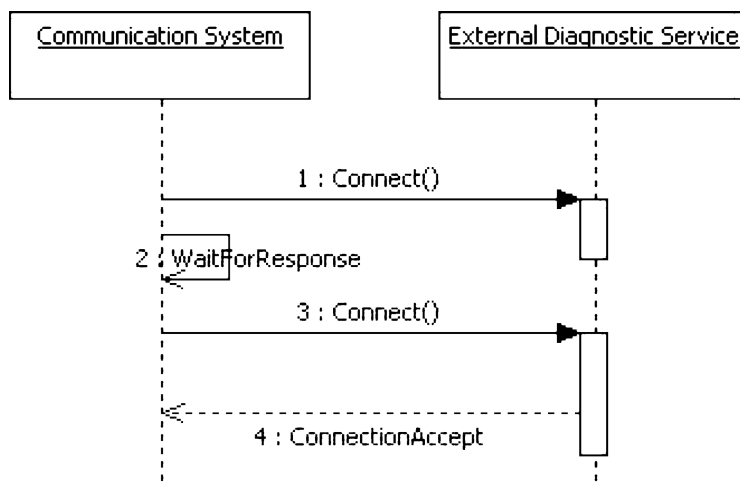 Communication System
External Diagnostic Service
1 : Connect()
2 : WaitForResponse
3 : Connect()
4 : ConnectionAccept